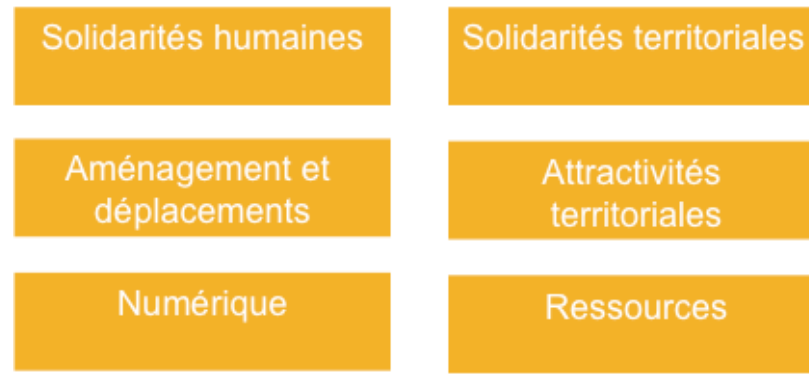 Solidarités humaines
Solidarités territoriales
Aménagement et
déplacements
Attractivités
territoriales
Numérique
Ressources